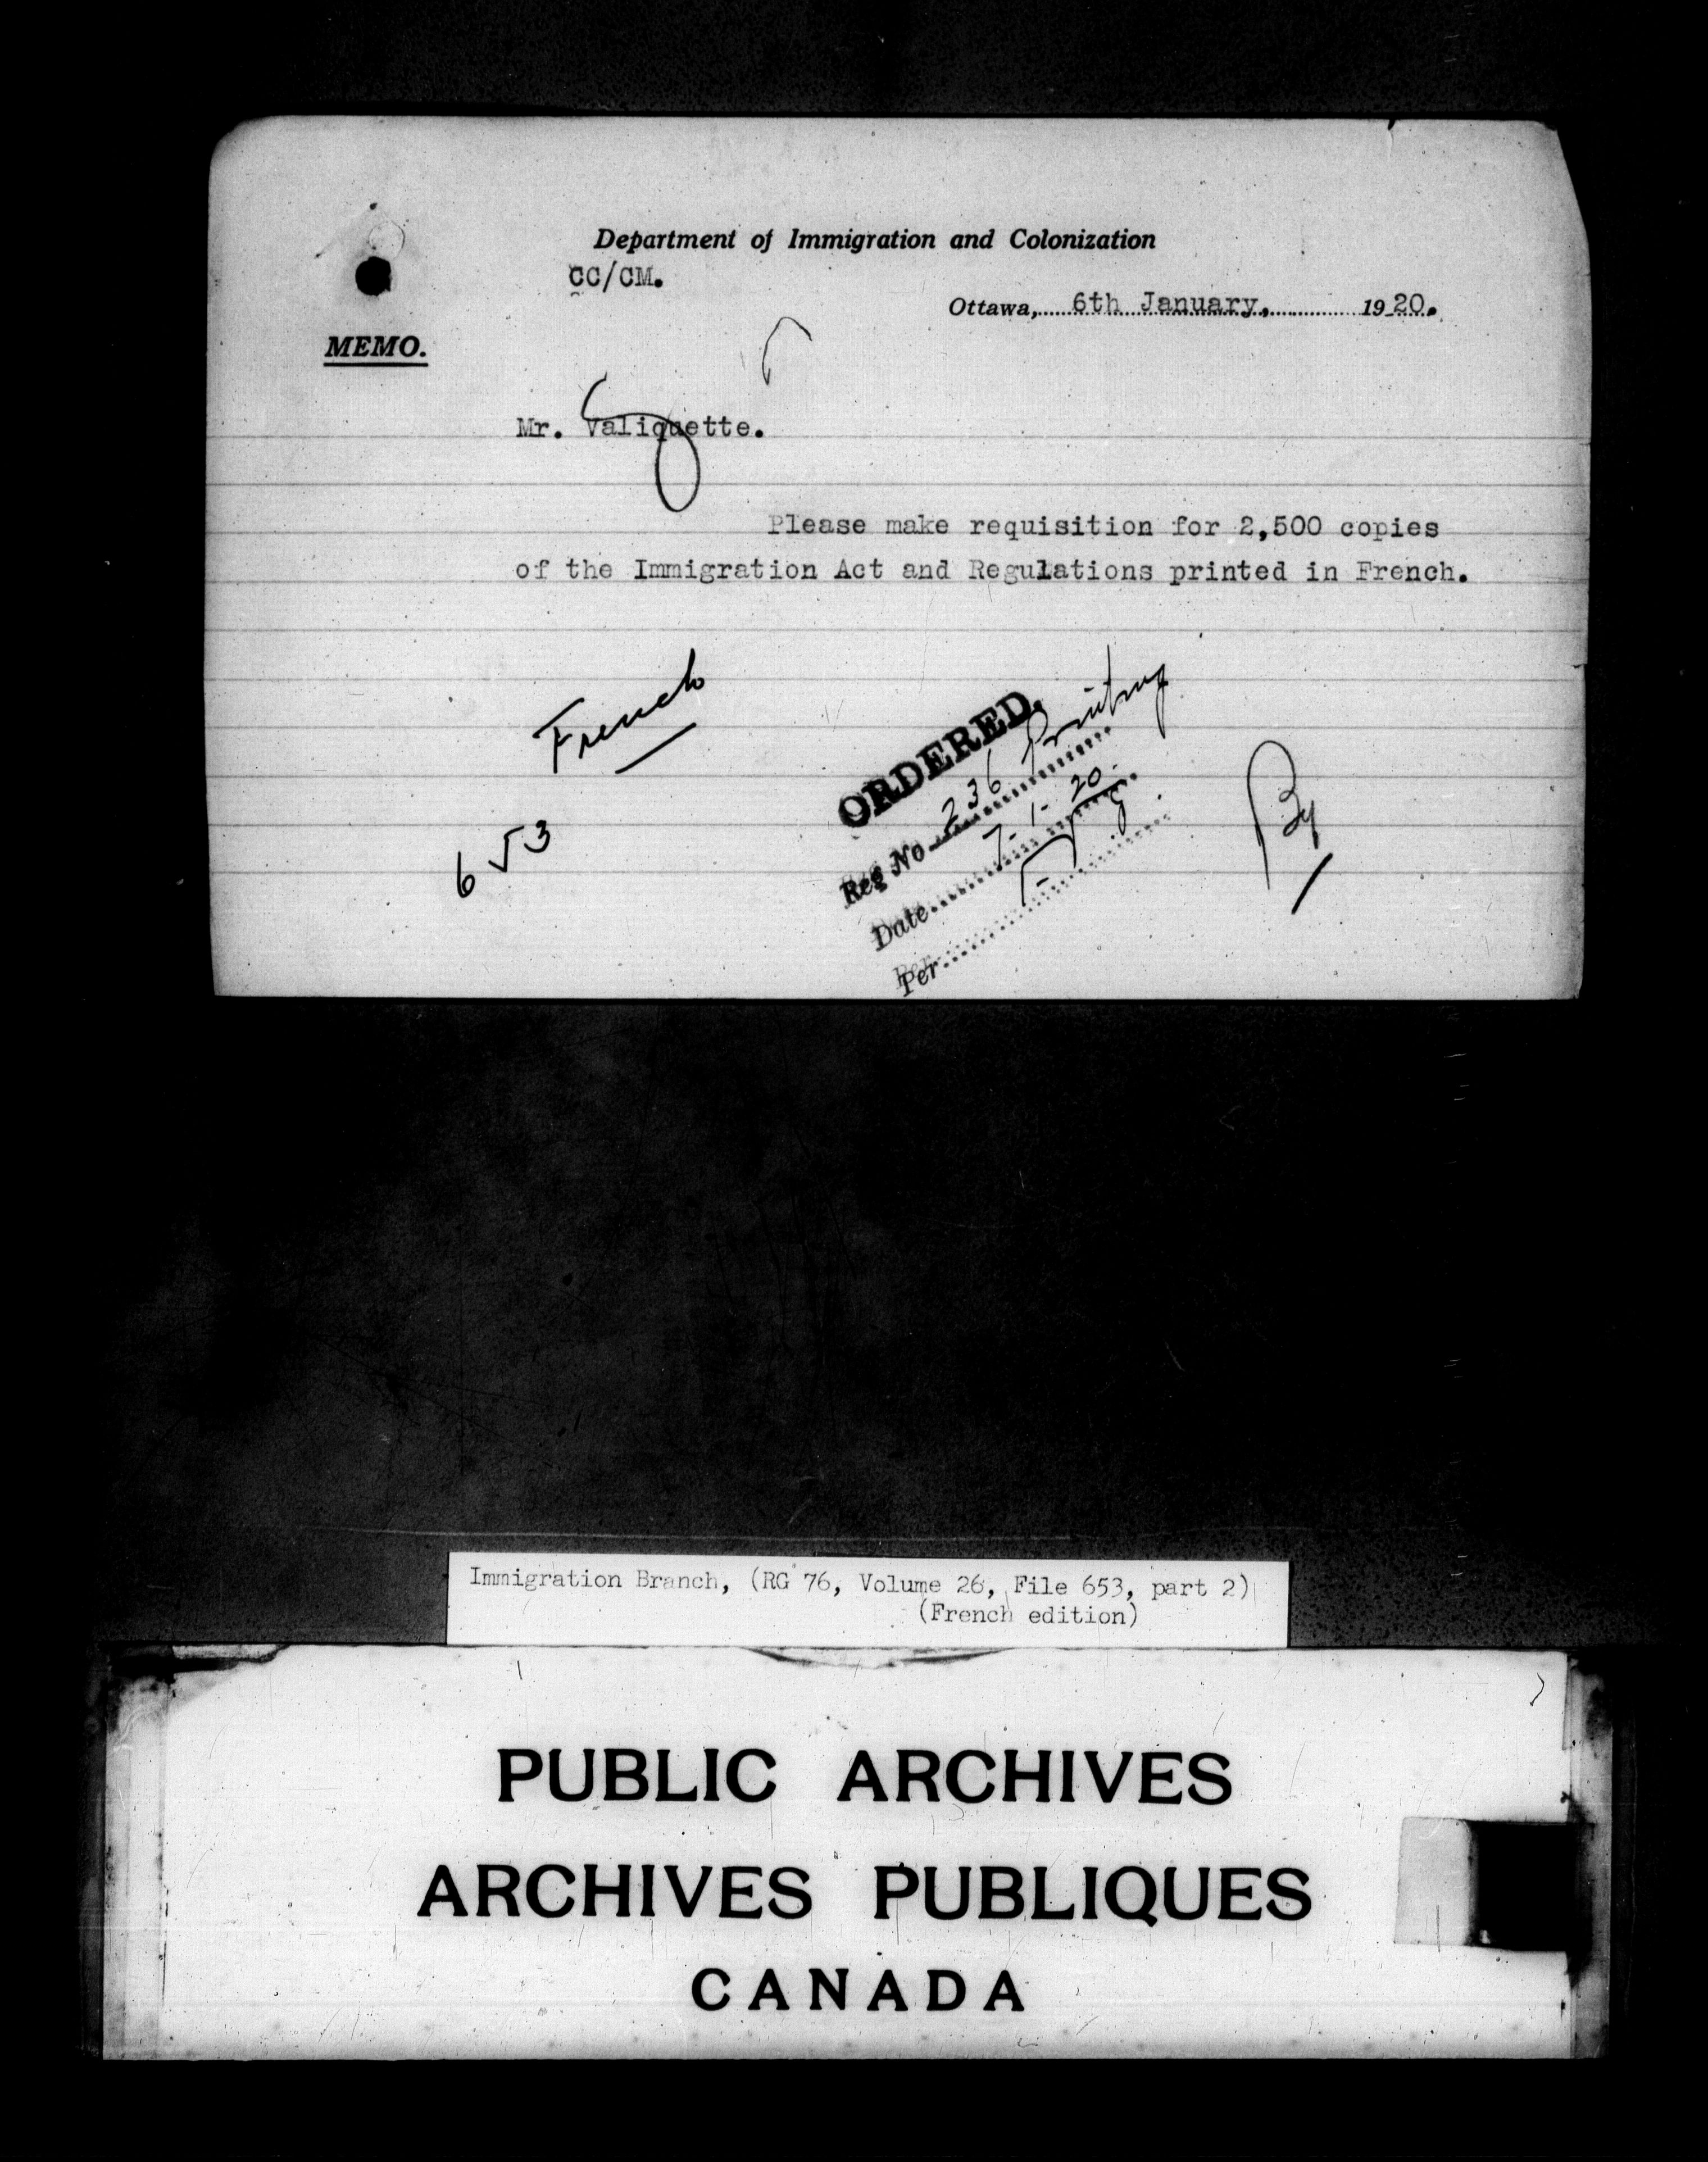 Department of Immigration and Colonization
CC/CM.
Ottawa, 6th January, 1920.
MEMO.
Mr. Valiquette.
Please make requisition for 2,500 copies
of the Immigration Act and Regulations printed in French.
French
653
ORDERED.
Reg No 236 Printing
Date 7-1-20.
Per
Immigration Branch, (RG 76, Volume 26, File 653, part 2)
(French edition)
PUBLIC ARCHIVES
ARCHIVES PUBLIQUES
CANADA